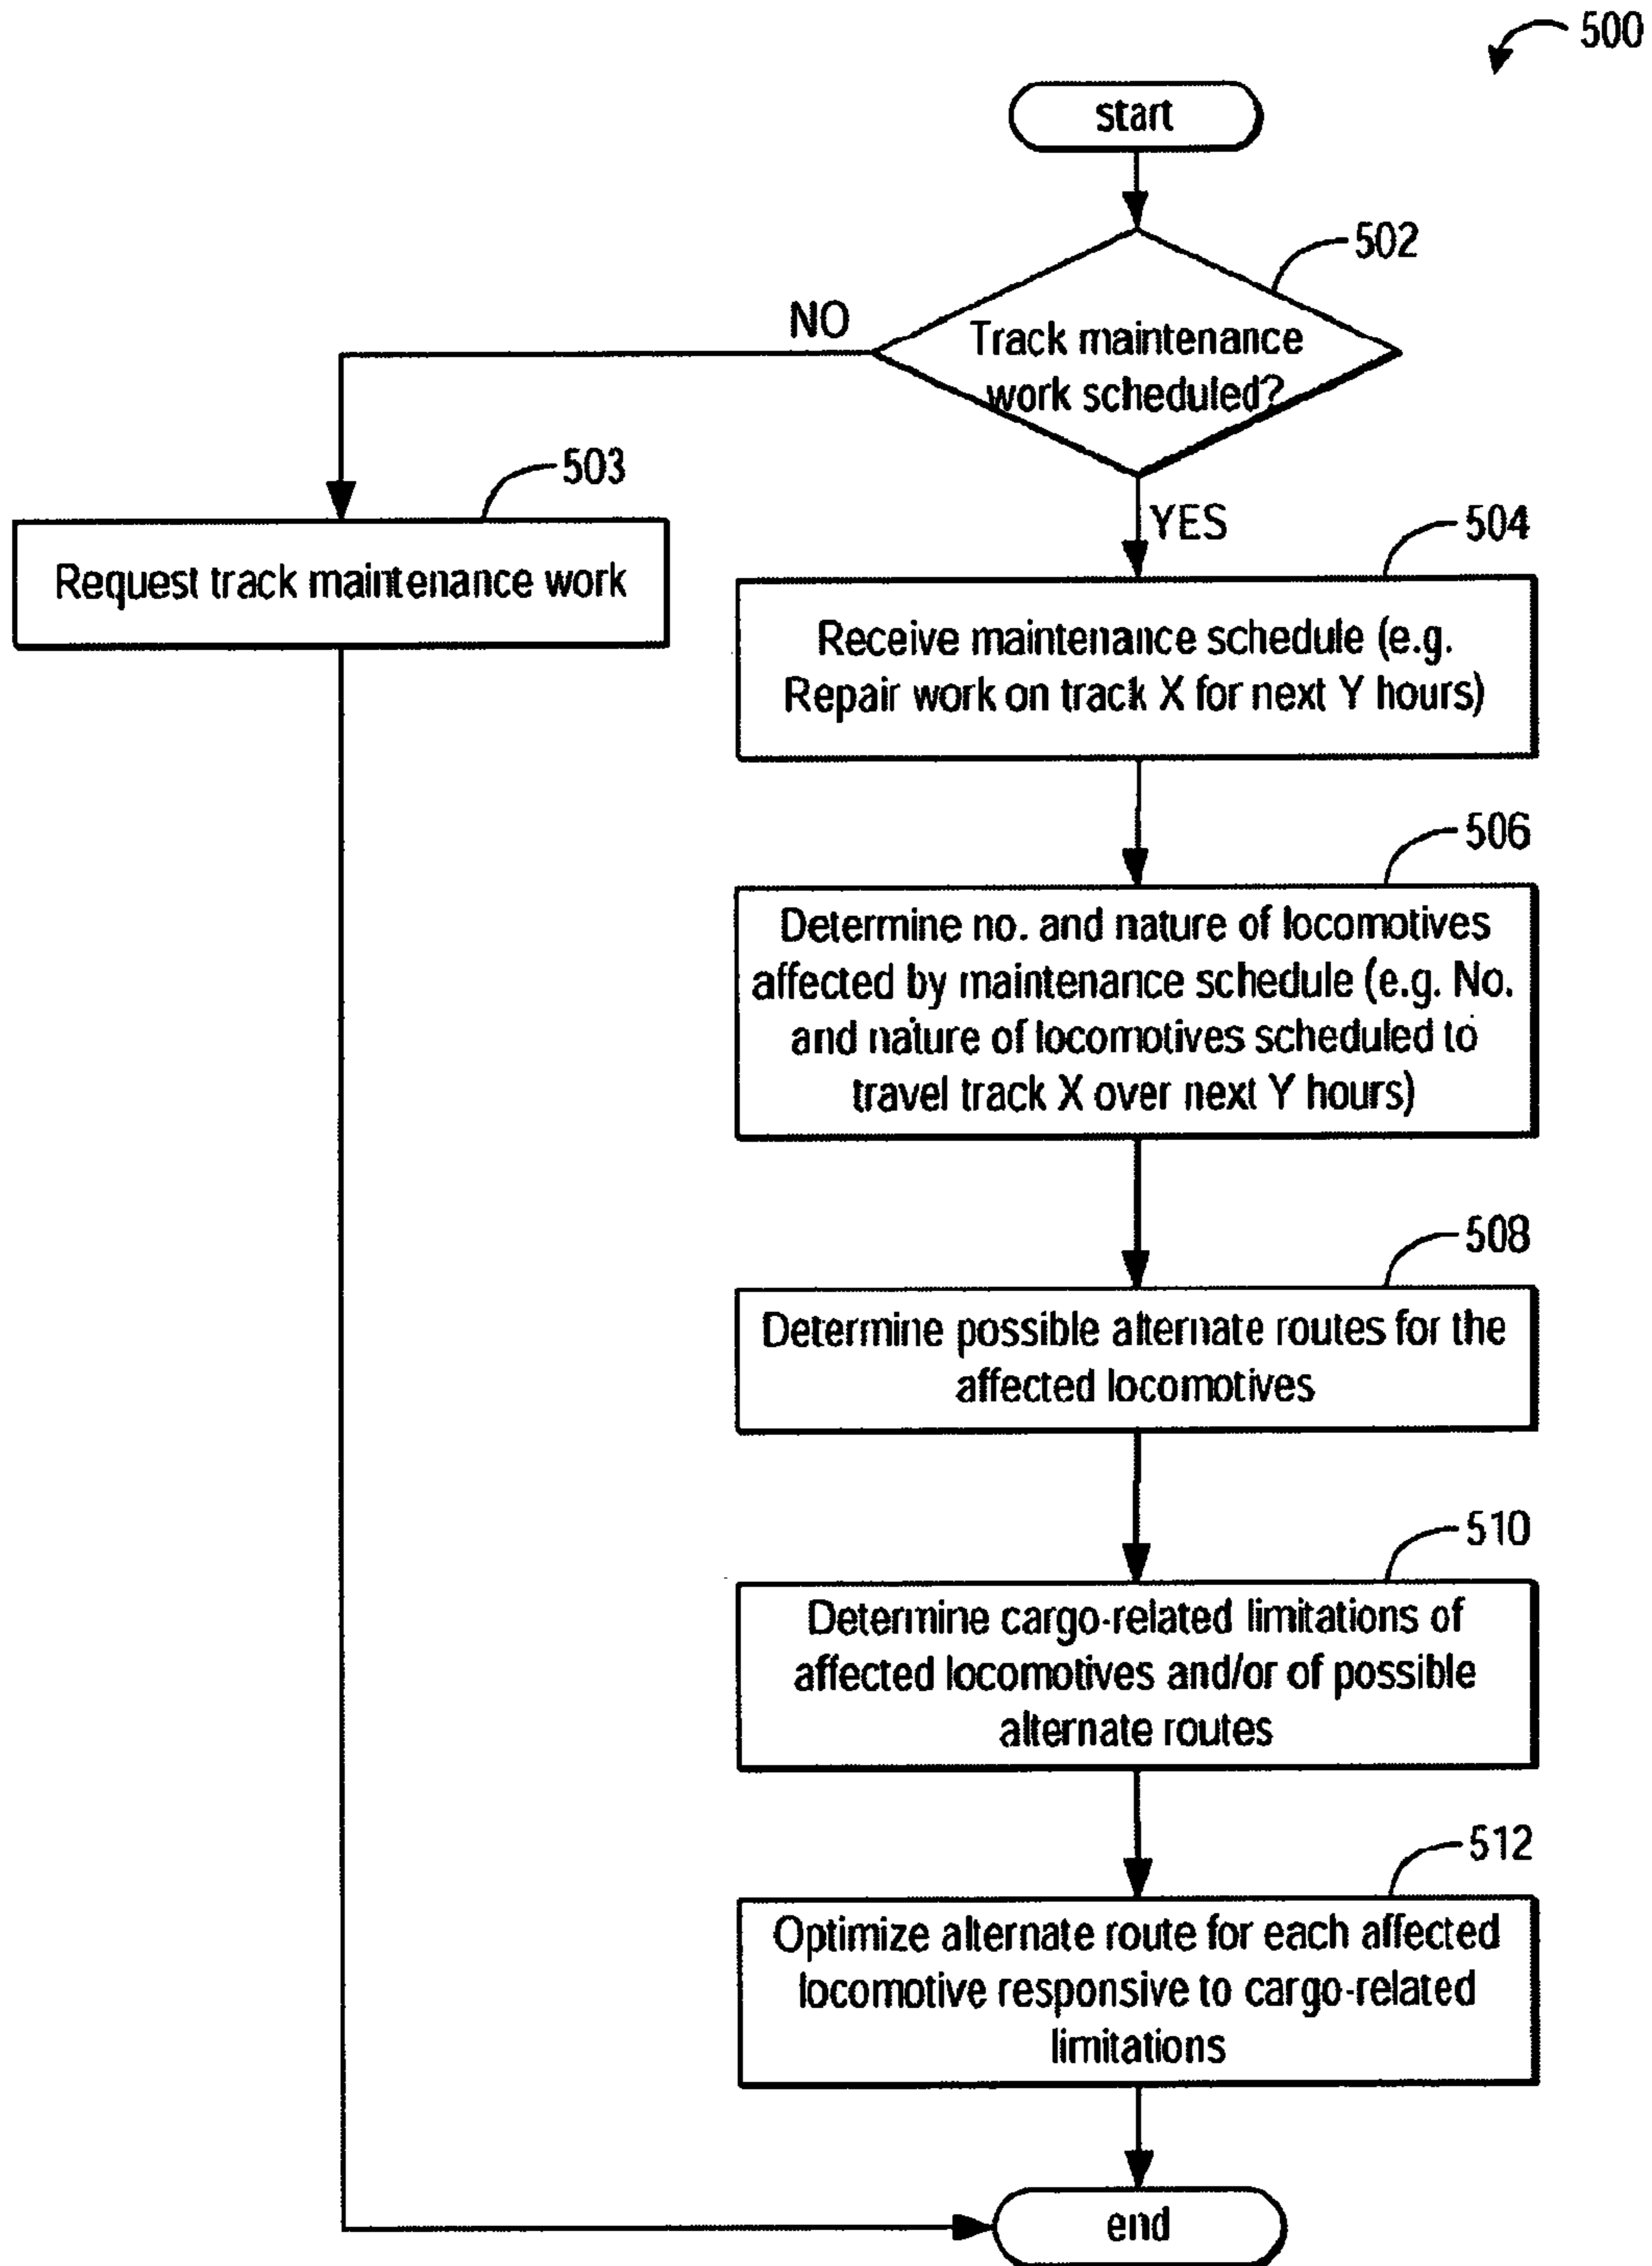 500
start
502
NO
Track maintenance
work scheduled?
503
YES
504
Request track maintenance work
Receive maintenance schedule (e.g.
Repair work on track X for next Y hours)
506
Determine no. and nature of locomotives
affected by maintenance schedule (e.g. No.
and nature of locomotives scheduled to
travel track X over next Y hours)
508
Determine possible alternate routes for the
affected locomotives
510
Determine cargo-related limitations of
affected locomotives and/or of possible
alternate routes
512
Optimize alternate route for each affected
locomotive responsive to cargo-related
limitations
end